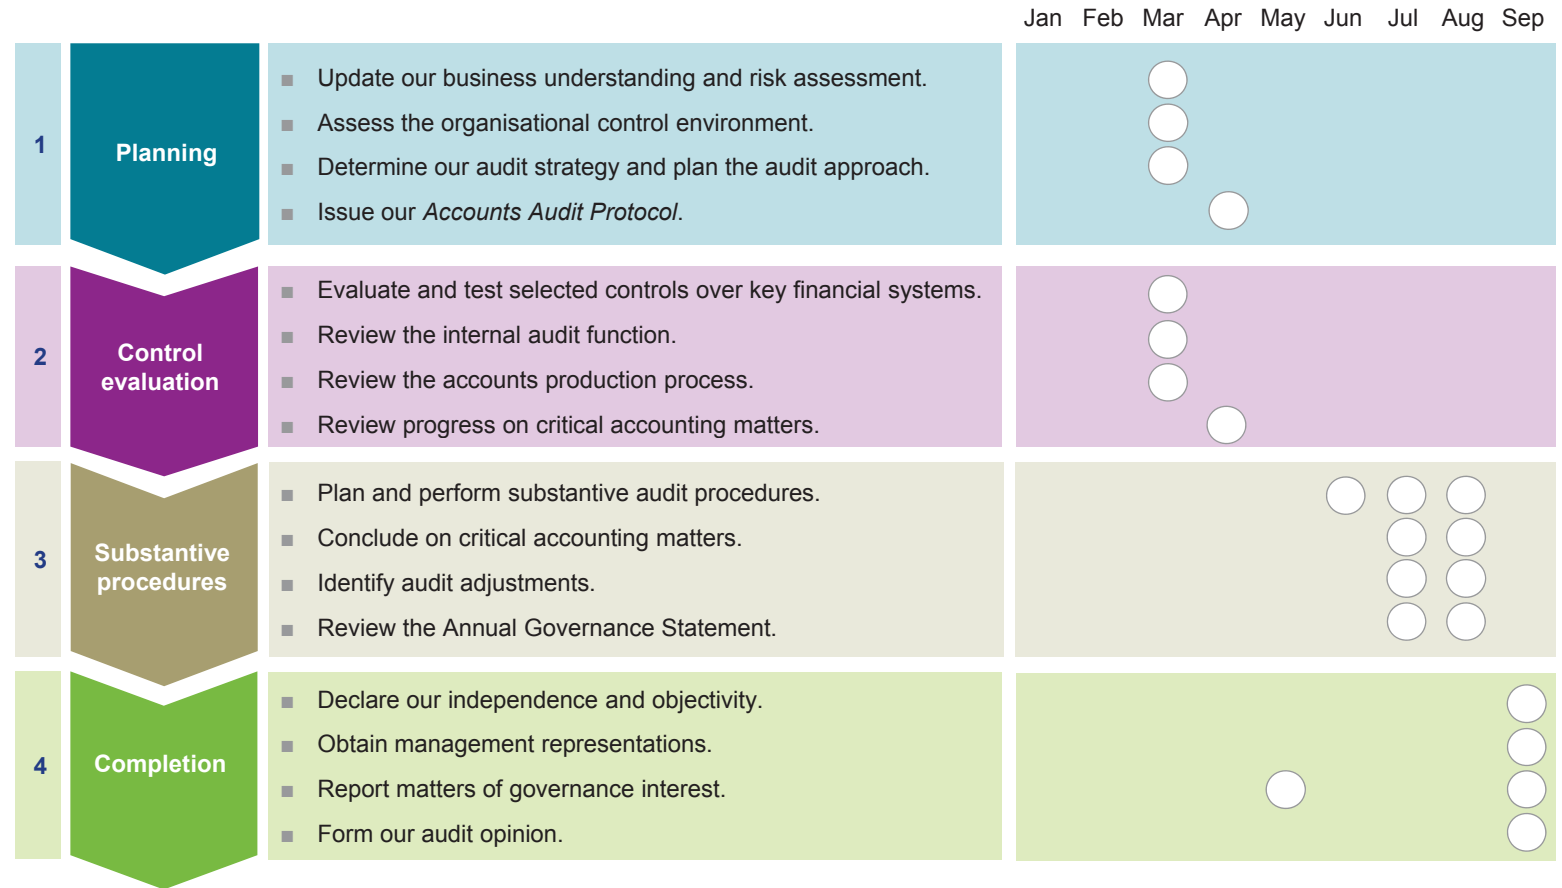 Jan Feb Mar Apr May Jun Jul Aug Sep
1
Planning
■ Update our business understanding and risk assessment.
■ Assess the organisational control environment.
■ Determine our audit strategy and plan the audit approach.
■ Issue our Accounts Audit Protocol.
2
Control
evaluation
■ Evaluate and test selected controls over key financial systems.
■ Review the internal audit function.
■ Review the accounts production process.
■ Review progress on critical accounting matters.
3
Substantive
procedures
■ Plan and perform substantive audit procedures.
■ Conclude on critical accounting matters.
■ Identify audit adjustments.
■ Review the Annual Governance Statement.
4
Completion
■ Declare our independence and objectivity.
■ Obtain management representations.
■ Report matters of governance interest.
■ Form our audit opinion.